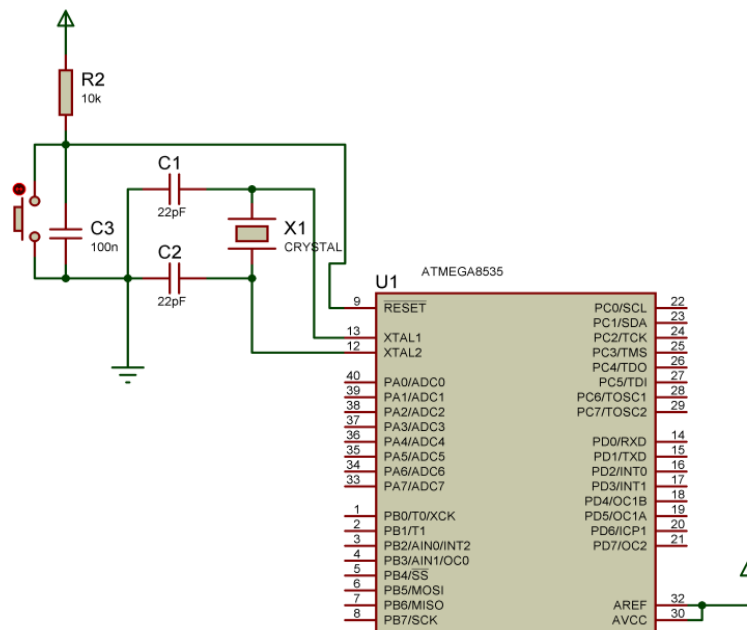 R2
10k
C1
22pF
C3
100n
X1
CRYSTAL
C2
22pF
U1
ATMEGA8535
9 RESET
13 XTAL1
12 XTAL2
40 PA0/ADC0
39 PA1/ADC1
38 PA2/ADC2
37 PA3/ADC3
36 PA4/ADC4
35 PA5/ADC5
34 PA6/ADC6
33 PA7/ADC7
1 PB0/T0/XCK
2 PB1/T1
3 PB2/AIN0/INT2
4 PB3/AIN1/OC0
5 PB4/SS
6 PB5/MOSI
7 PB6/MISO
8 PB7/SCK
PC0/SCL 22
PC1/SDA 23
PC2/TCK 24
PC3/TMS 25
PC4/TDO 26
PC5/TDI 27
PC6/TOSC1 28
PC7/TOSC2 29
PD0/RXD 14
PD1/TXD 15
PD2/INT0 16
PD3/INT1 17
PD4/OC1B 18
PD5/OC1A 19
PD6/ICP1 20
PD7/OC2 21
AREF 32
AVCC 30